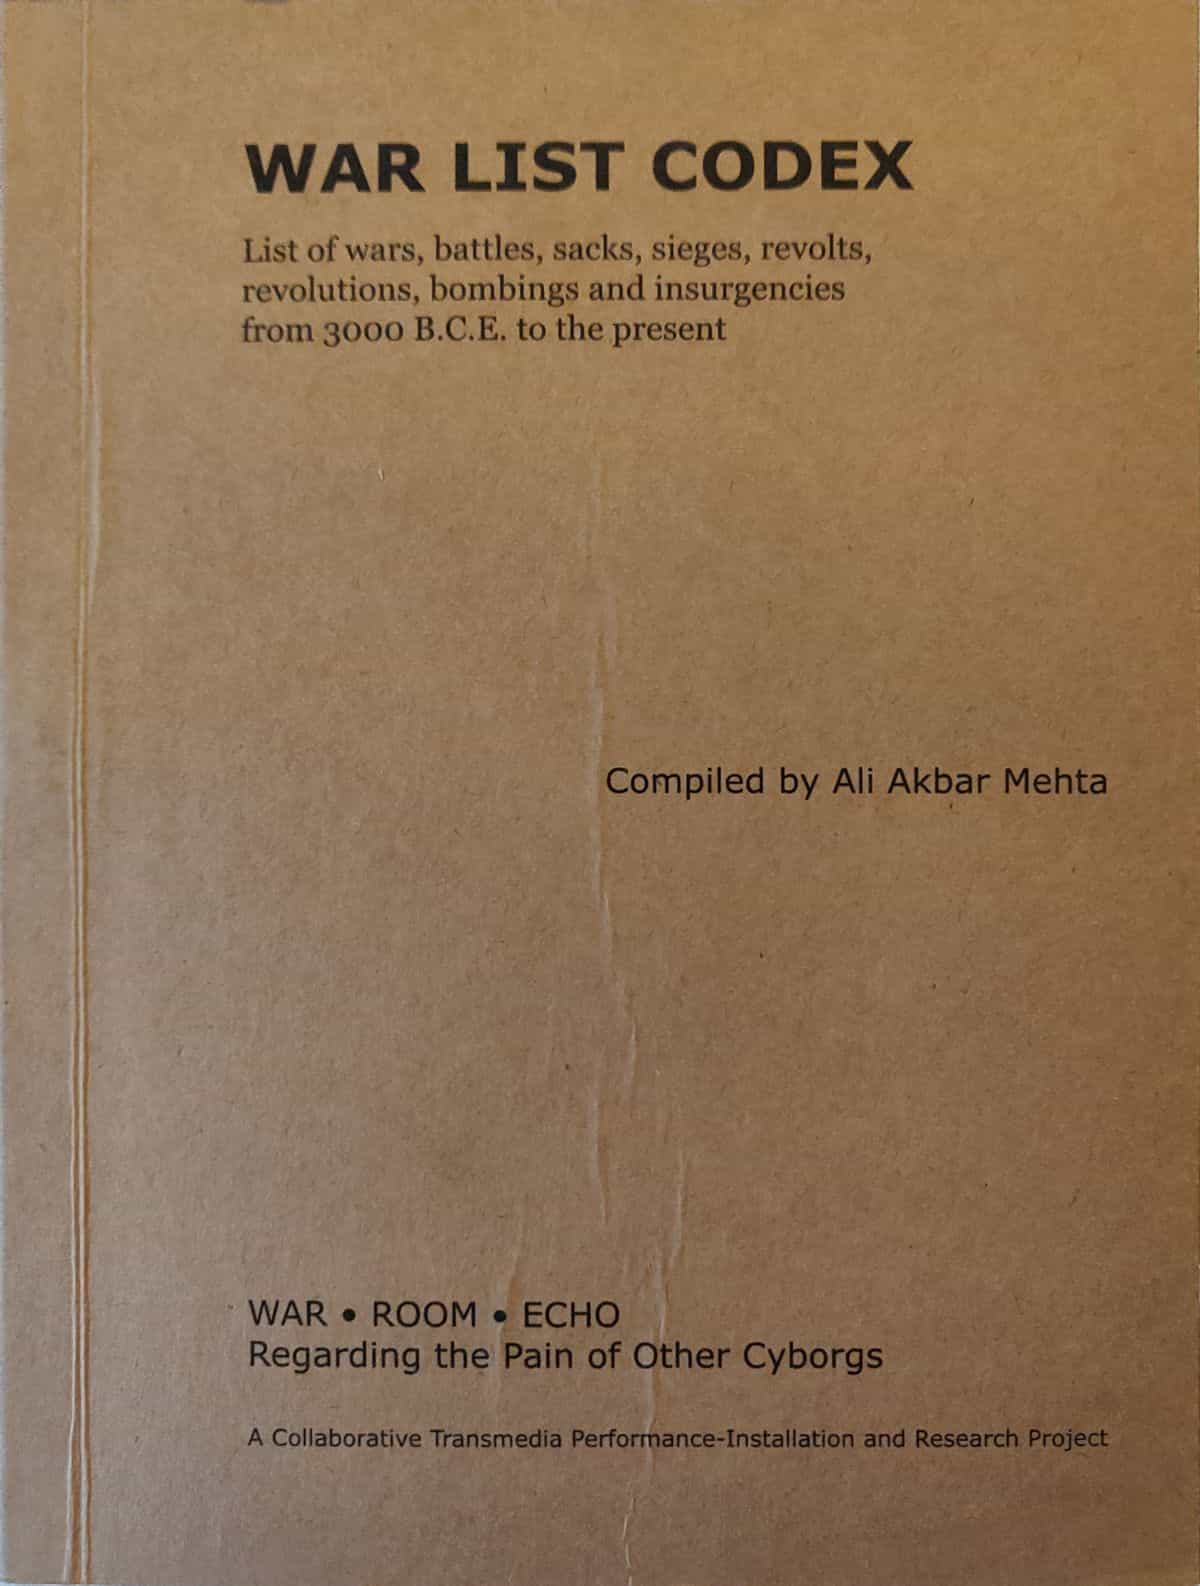 WAR LIST CODEX
List of wars, battles, sacks, sieges, revolts,
revolutions, bombings and insurgencies
from 3000 B.C.E. to the present
Compiled by Ali Akbar Mehta
WAR • ROOM • ECHO
Regarding the Pain of Other Cyborgs
A Collaborative Transmedia Performance-Installation and Research Project